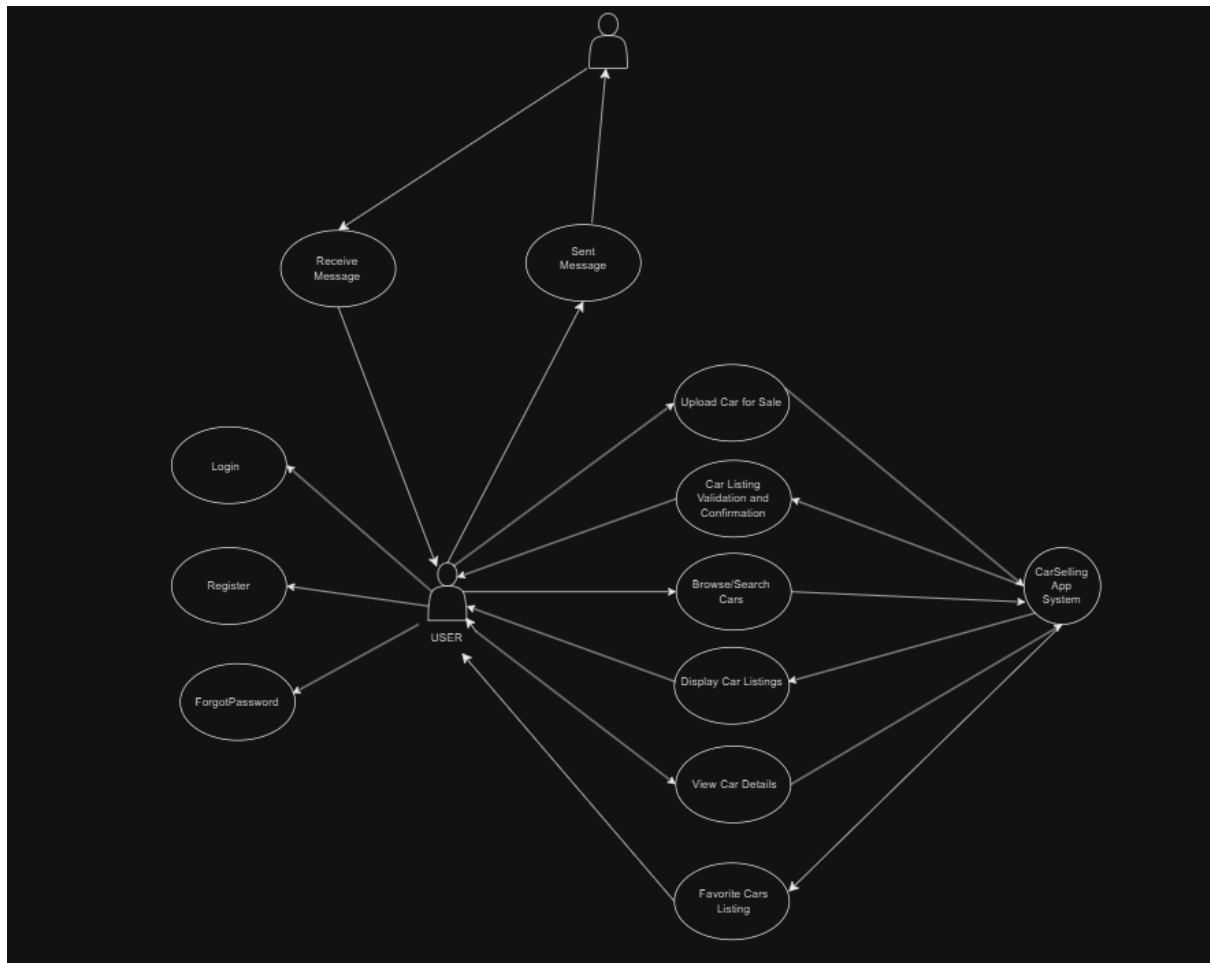 Receive
Message
Sent
Message
Upload Car for Sale
Login
Car Listing
Validation and
Confirmation
Register
Browse/Search
Cars
CarSelling
App
System
USER
Display Car Listings
ForgotPassword
View Car Details
Favorite Cars
Listing